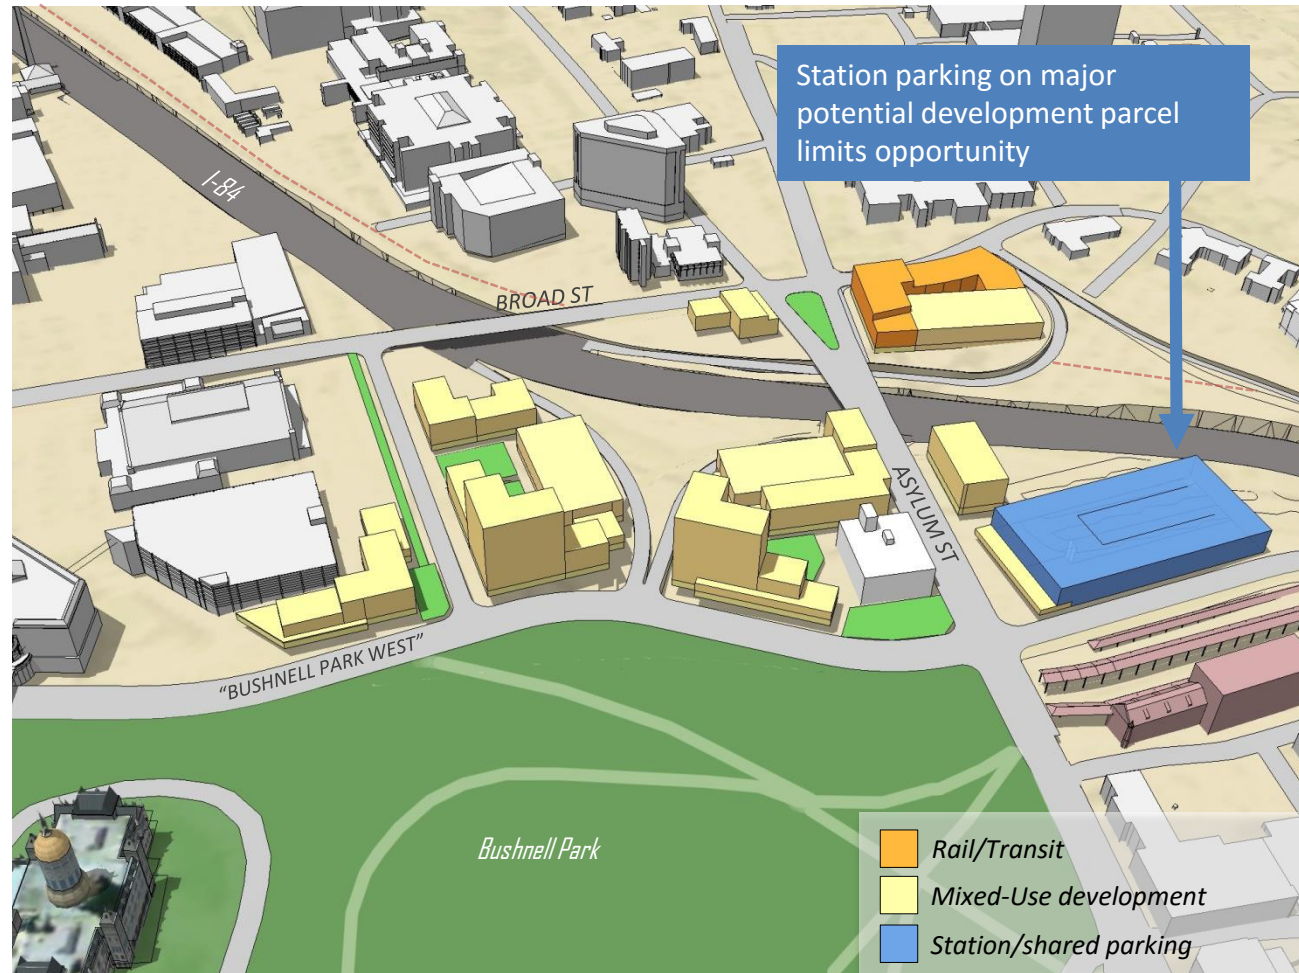 Station parking on major
potential development parcel
limits opportunity
I-84
BROAD ST
ASYLUM ST
"BUSHNELL PARK WEST"
Bushnell Park
Rail/Transit
Mixed-Use development
Station/shared parking